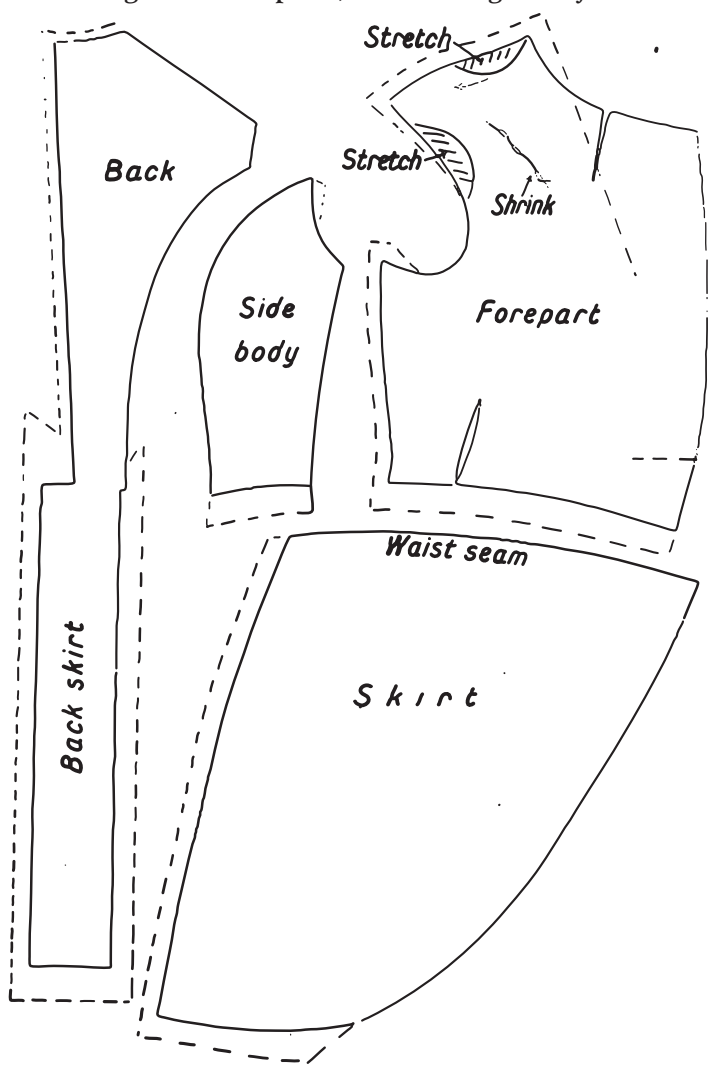 Stretch
Back
Stretch
Shrink
Side
body
Forepart
Waist seam
Back skirt
Skirt